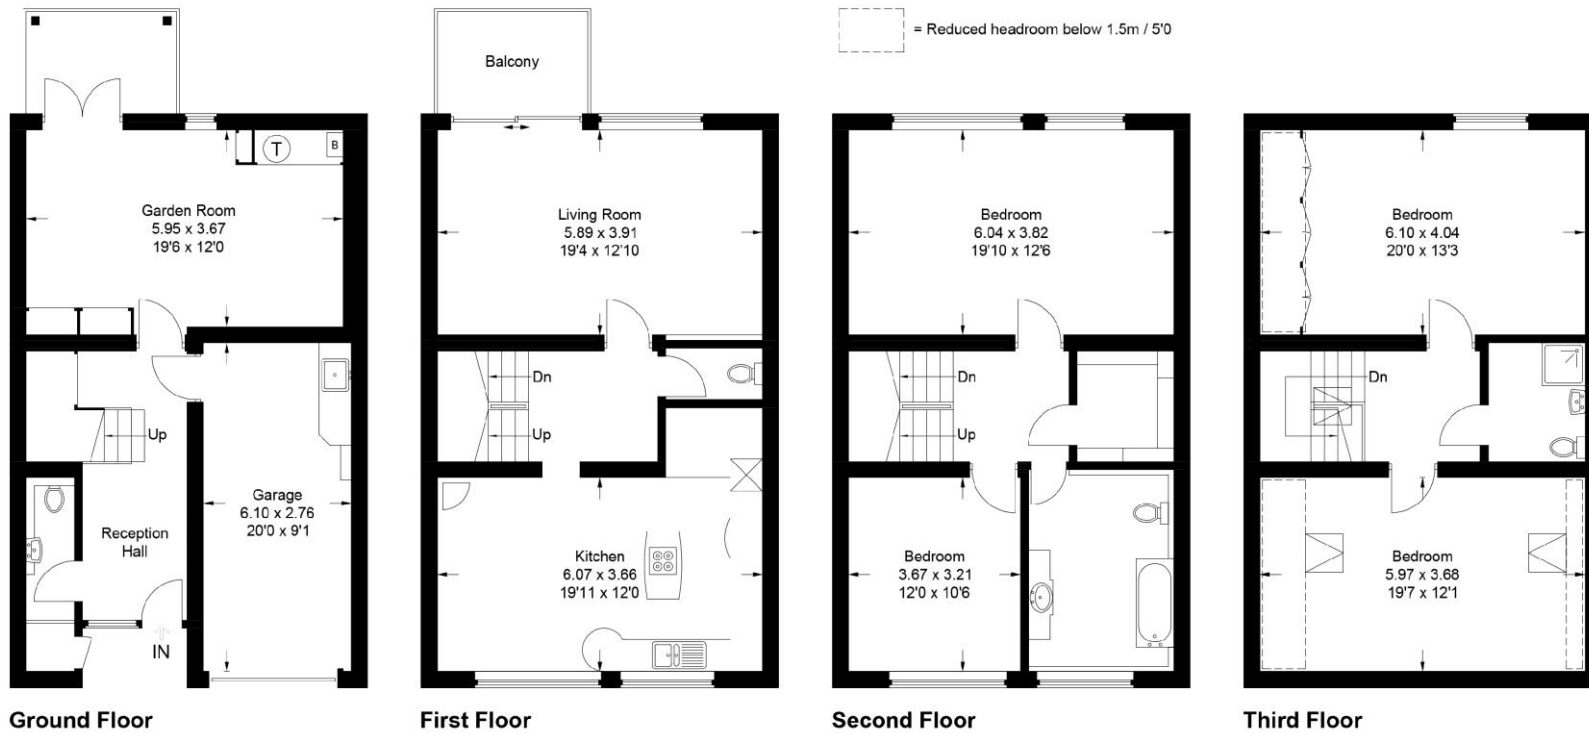 = Reduced headroom below 1.5m / 5'0
T
B
Garden Room
5.95 x 3.67
19'6 x 12'0
Up
Garage
6.10 x 2.76
20'0 x 9'1
Reception
Hall
IN
Ground Floor
Balcony
Living Room
5.89 x 3.91
19'4 x 12'10
Dn
Up
Kitchen
6.07 x 3.66
19'11 x 12'0
First Floor
Bedroom
6.04 x 3.82
19'10 x 12'6
Dn
Up
Bedroom
3.67 x 3.21
12'0 x 10'6
Second Floor
Bedroom
6.10 x 4.04
20'0 x 13'3
Dn
Bedroom
5.97 x 3.68
19'7 x 12'1
Third Floor